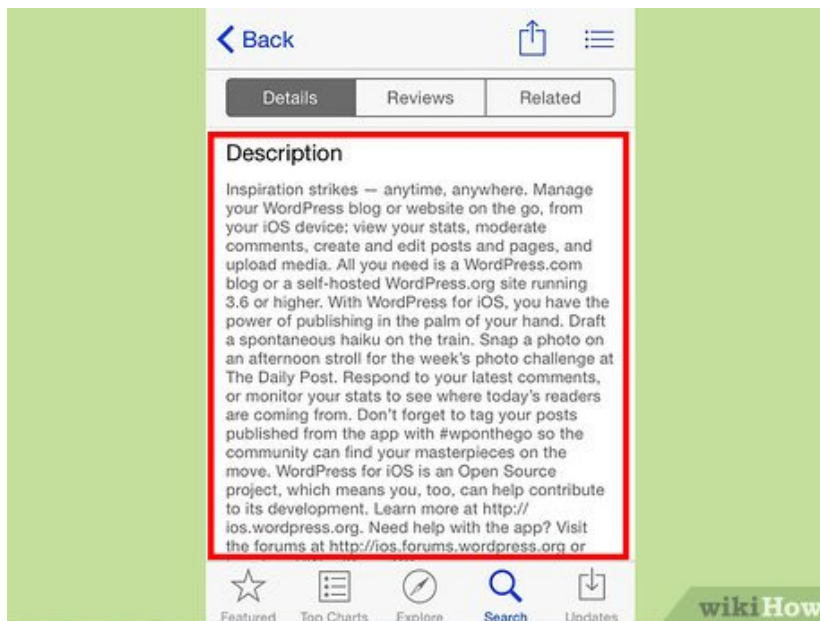 Back
Details Reviews Related
Description
Inspiration strikes — anytime, anywhere. Manage
your WordPress blog or website on the go, from
your iOS device: view your stats, moderate
comments, create and edit posts and pages, and
upload media. All you need is a WordPress.com
blog or a self-hosted WordPress.org site running
3.6 or higher. With WordPress for iOS, you have the
power of publishing in the palm of your hand. Draft
a spontaneous haiku on the train. Snap a photo on
an afternoon stroll for the week's photo challenge at
The Daily Post. Respond to your latest comments,
or monitor your stats to see where today's readers
are coming from. Don't forget to tag your posts
published from the app with #wponthego so the
community can find your masterpieces on the
move. WordPress for iOS is an Open Source
project, which means you, too, can help contribute
to its development. Learn more at http://
ios.wordpress.org. Need help with the app? Visit
the forums at http://ios.forums.wordpress.org or
Featured Top Charts Explore Search Updates
wikiHow